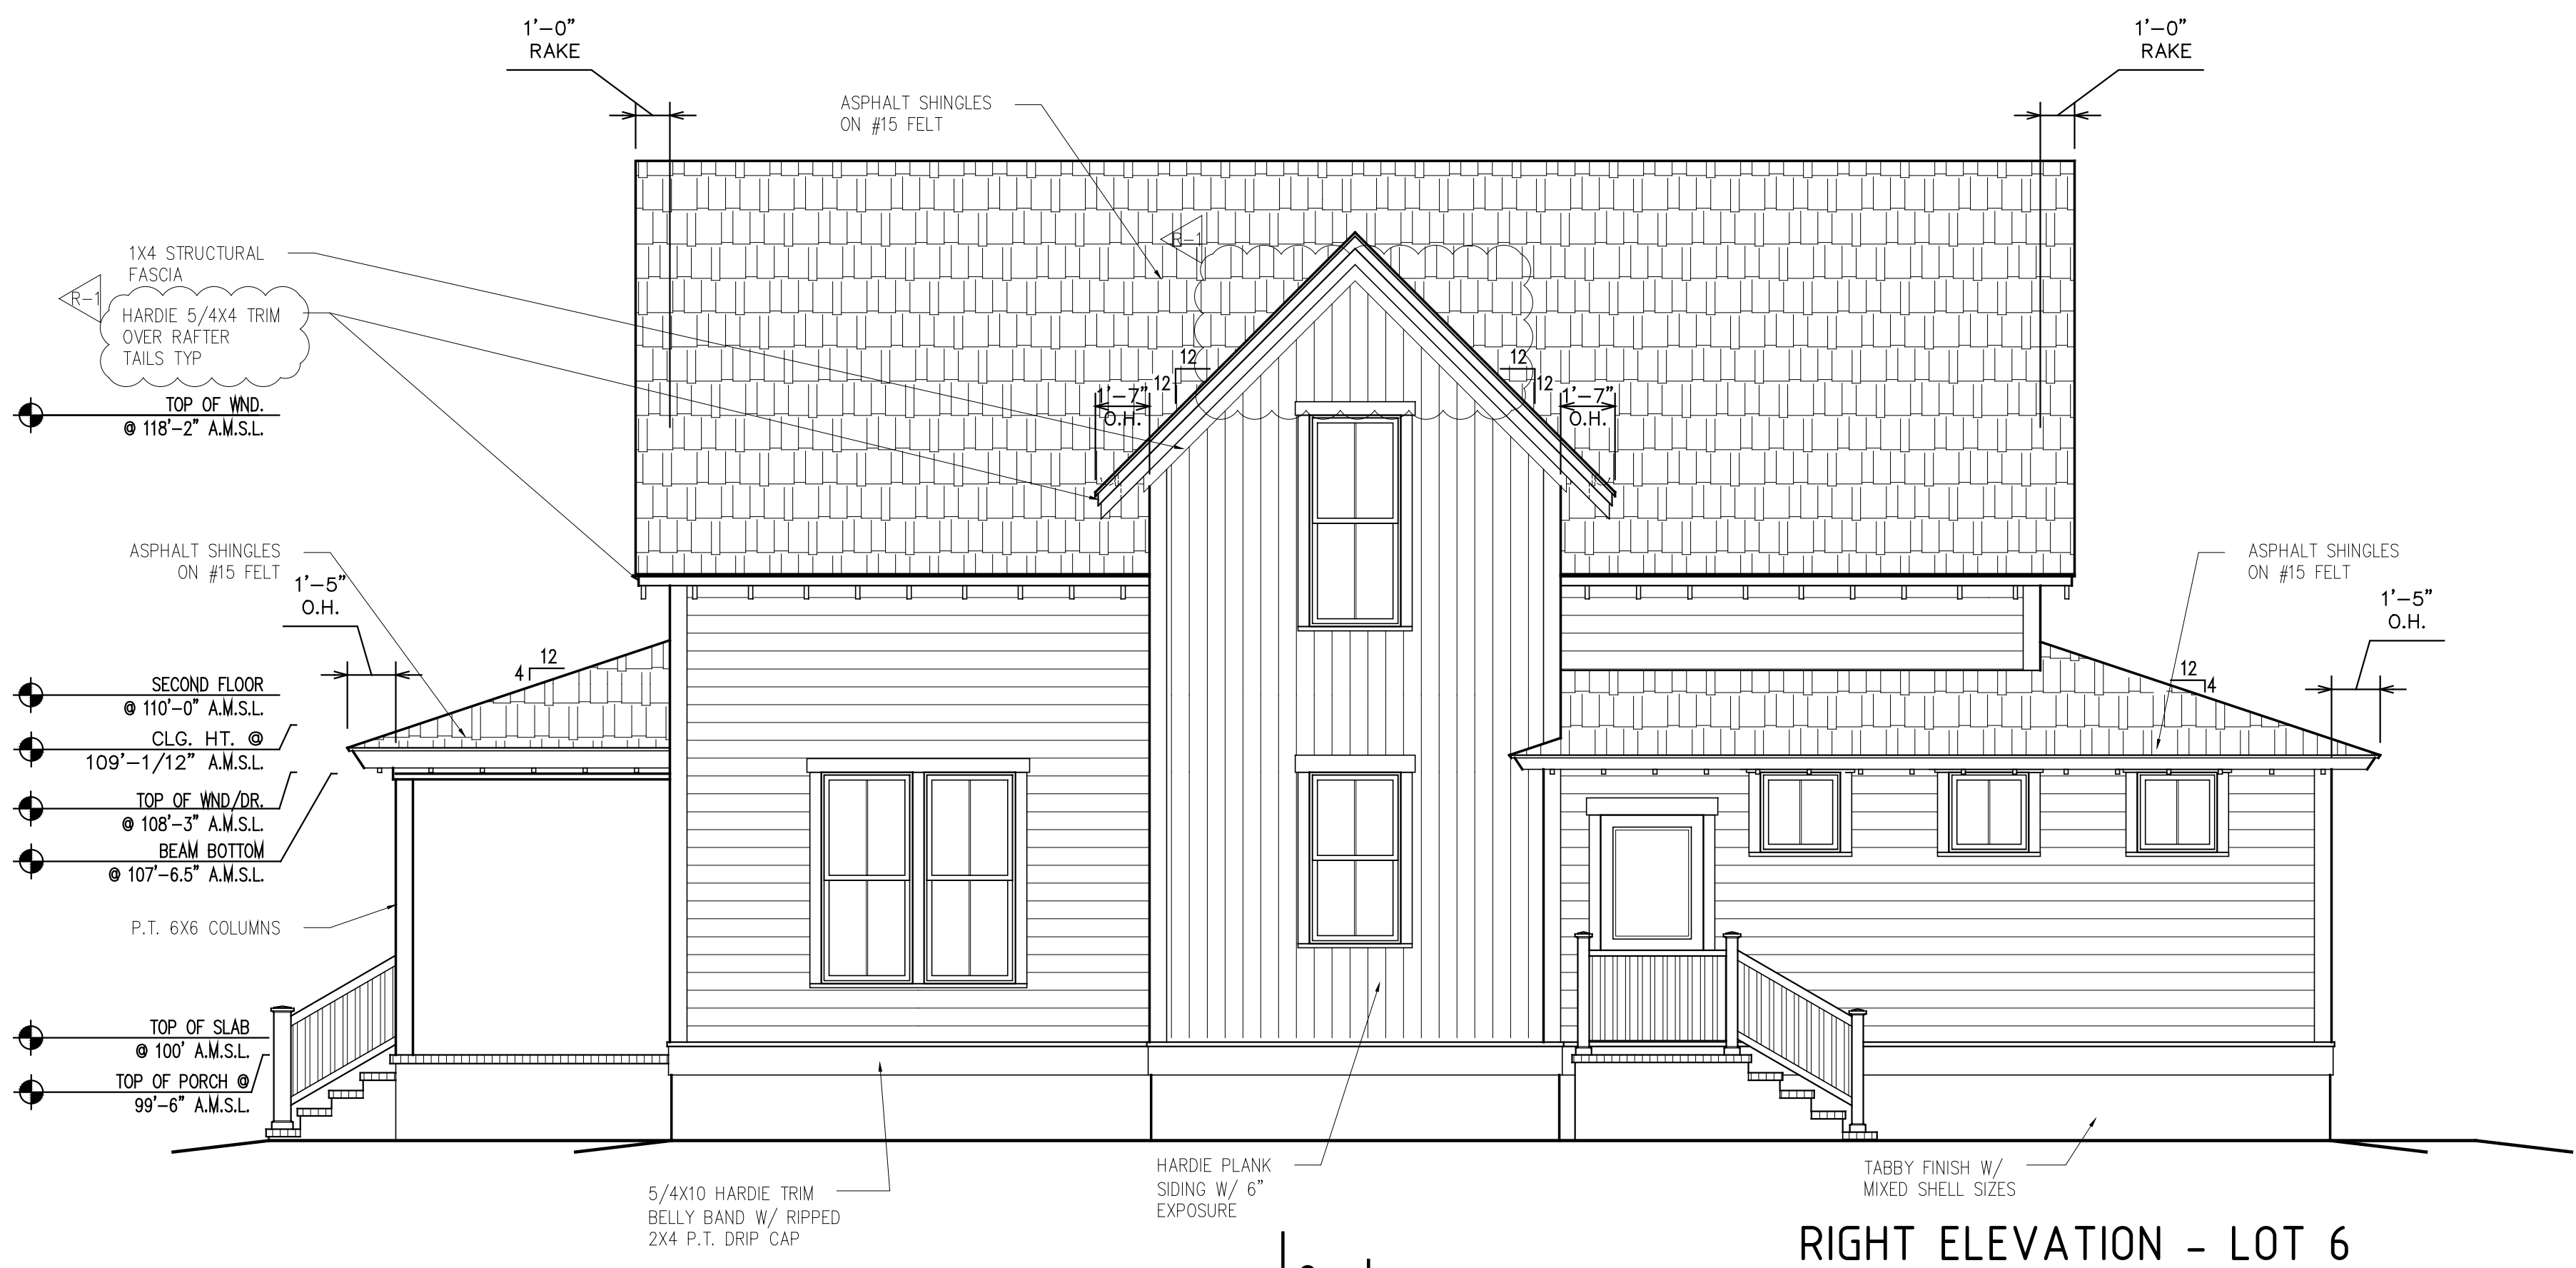 1'-0"
RAKE
1'-0"
RAKE
ASPHALT SHINGLES
ON #15 FELT
1X4 STRUCTURAL
FASCIA
R-1
HARDIE 5/4X4 TRIM
OVER RAFTER
TAILS TYP
R-1
12
12
12
12
1'-7"
O.H.
1'-7"
O.H.
TOP OF WND.
@ 118'-2" A.M.S.L.
ASPHALT SHINGLES
ON #15 FELT
1'-5"
O.H.
ASPHALT SHINGLES
ON #15 FELT
1'-5"
O.H.
12
4
12
4
SECOND FLOOR
@ 110'-0" A.M.S.L.
CLG. HT. @
109'-1/12" A.M.S.L.
TOP OF WND/DR.
@ 108'-3" A.M.S.L.
BEAM BOTTOM
@ 107'-6.5" A.M.S.L.
P.T. 6X6 COLUMNS
TOP OF SLAB
@ 100' A.M.S.L.
TOP OF PORCH @
99'-6" A.M.S.L.
5/4X10 HARDIE TRIM
BELLY BAND W/ RIPPED
2X4 P.T. DRIP CAP
HARDIE PLANK
SIDING W/ 6"
EXPOSURE
TABBY FINISH W/
MIXED SHELL SIZES
RIGHT ELEVATION - LOT 6